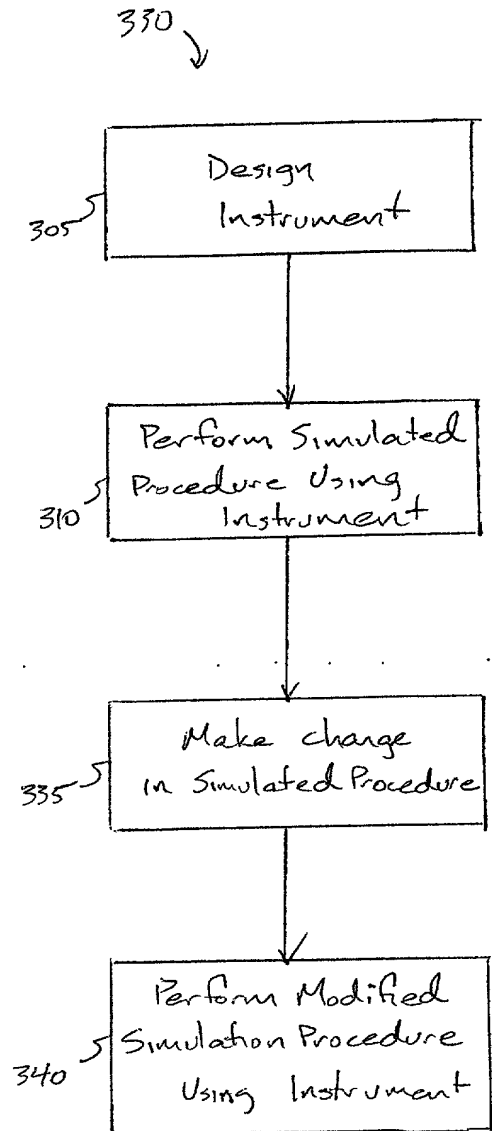 330
Design
Instrument
305
Perform Simulated
Procedure Using
Instrument
310
Make change
in Simulated Procedure
335
Perform Modified
Simulation Procedure
Using Instrument
340